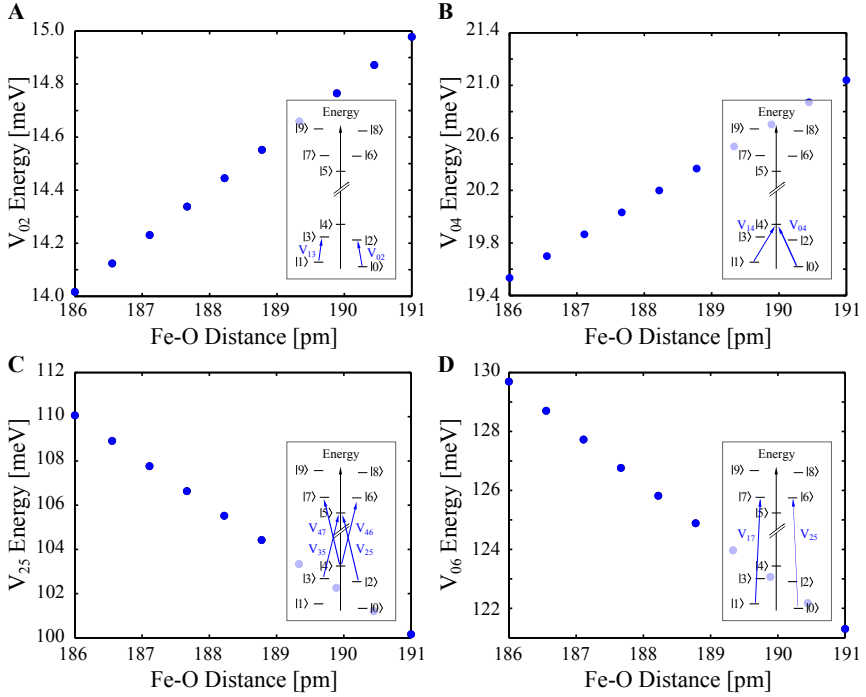 A
V02 Energy [meV]
15.0
14.8
14.6
14.4
14.2
14.0
186 187 188 189 190 191
Fe-O Distance [pm]
Energy
|9⟩ |8⟩
|7⟩ |6⟩
|5⟩
|4⟩
|3⟩ |2⟩
V13 V02
|1⟩ |0⟩
B
V04 Energy [meV]
21.4
21.0
20.6
20.2
19.8
19.4
186 187 188 189 190 191
Fe-O Distance [pm]
Energy
|9⟩ |8⟩
|7⟩ |6⟩
|5⟩
V14 |4⟩ V04
|3⟩ |2⟩
|1⟩ |0⟩
C
V25 Energy [meV]
112
110
108
106
104
102
100
186 187 188 189 190 191
Fe-O Distance [pm]
Energy
|9⟩ |8⟩
|7⟩ |6⟩
|5⟩
V47 V46
V35 V25
|4⟩
|3⟩ |2⟩
|1⟩ |0⟩
D
V06 Energy [meV]
130
128
126
124
122
121
186 187 188 189 190 191
Fe-O Distance [pm]
Energy
|9⟩ |8⟩
|7⟩ |6⟩
|5⟩
V17 V25
|4⟩
|3⟩ |2⟩
|1⟩ |0⟩